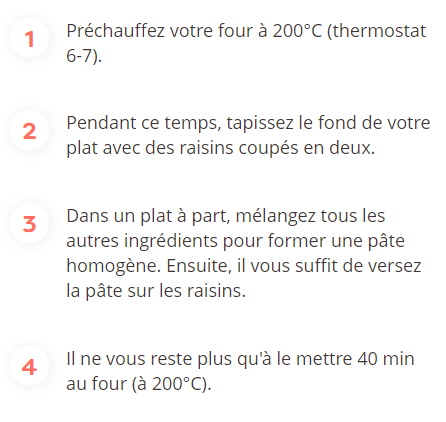 1
Préchauffez votre four à 200°C (thermostat
6-7).
2
Pendant ce temps, tapissez le fond de votre
plat avec des raisins coupés en deux.
3
Dans un plat à part, mélangez tous les
autres ingrédients pour former une pâte
homogène. Ensuite, il vous suffit de versez
la pâte sur les raisins.
4
Il ne vous reste plus qu'à le mettre 40 min
au four (à 200°C).